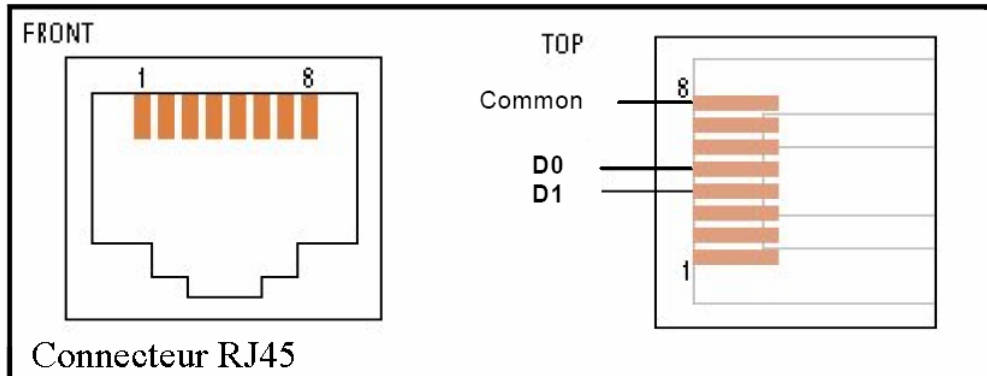 FRONT
1 8
TOP
8
Common
D0
D1
1
Connecteur RJ45